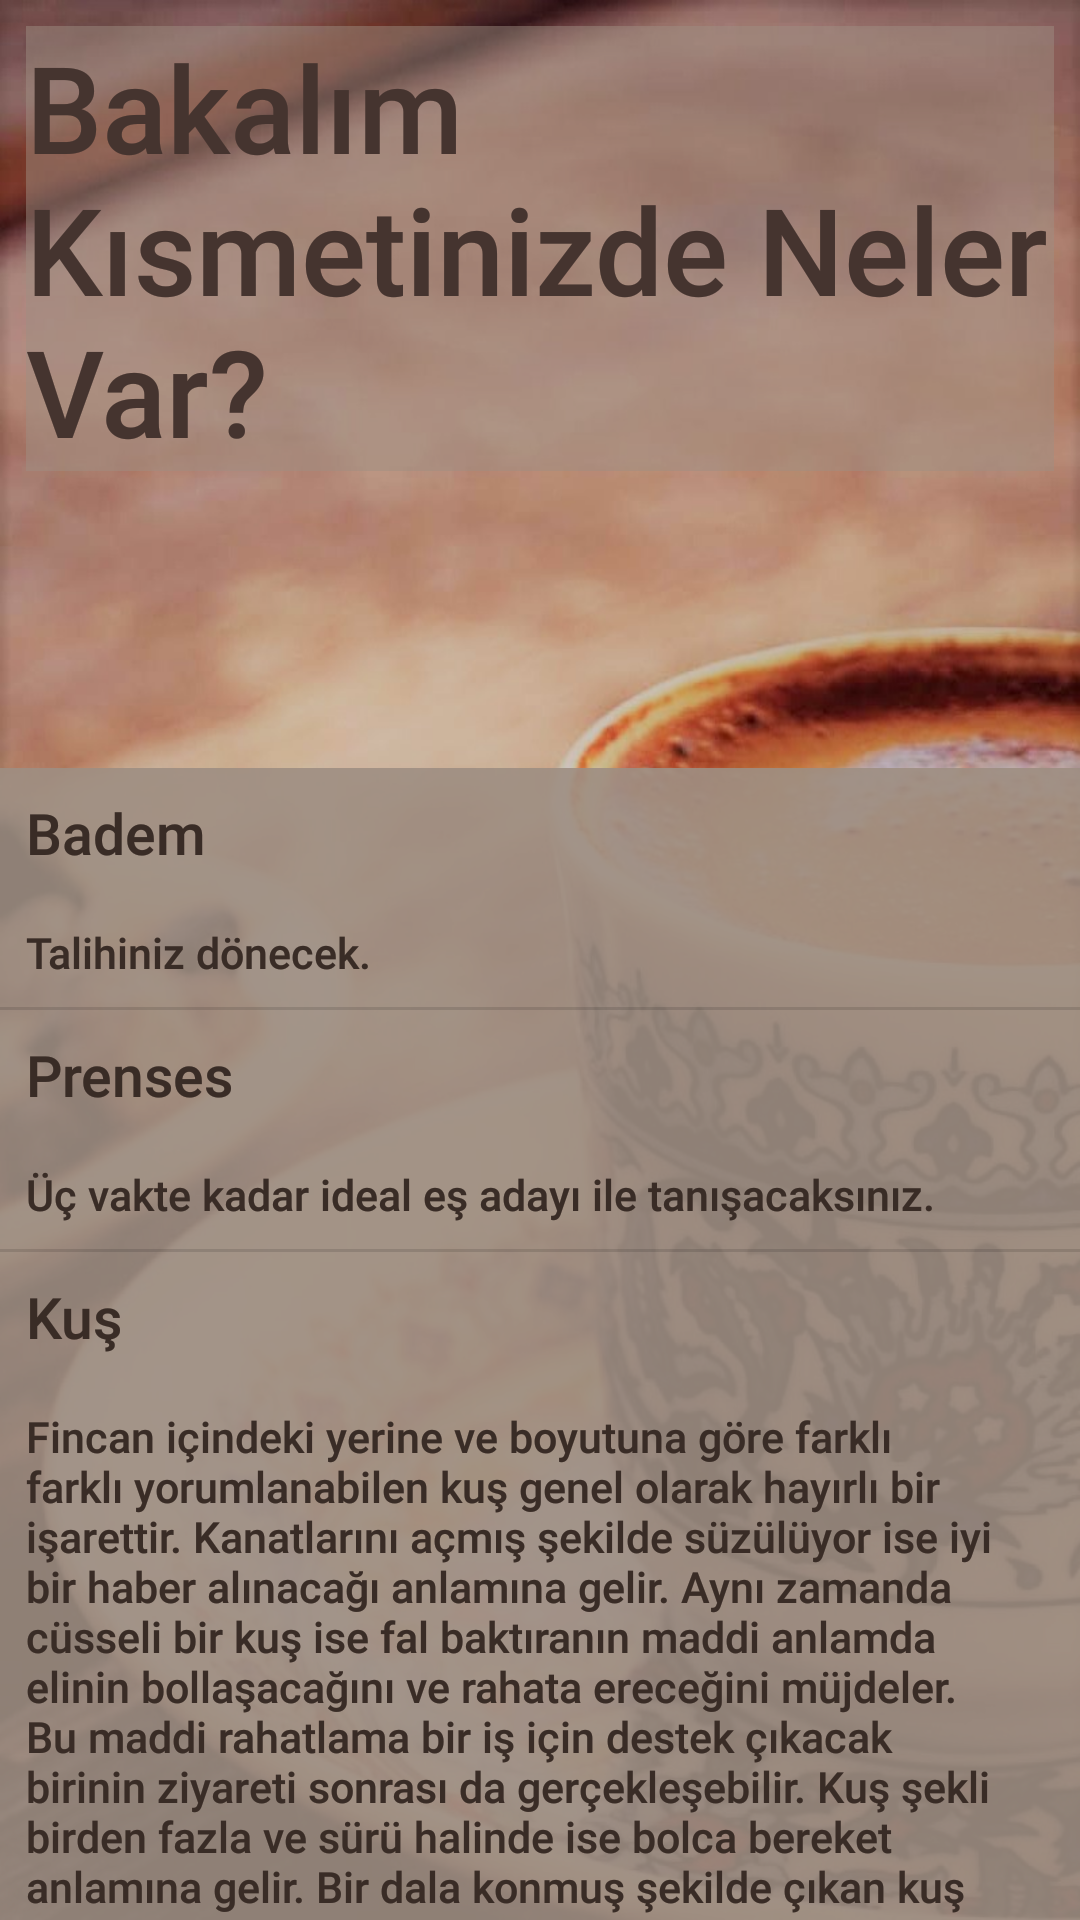 Bakalım
Kısmetinizde Neler
Var?
Badem
Talihiniz dönecek.
Prenses
Üç vakte kadar ideal eş adayı ile tanışacaksınız.
Kuş
Fincan içindeki yerine ve boyutuna göre farklı
farklı yorumlanabilen kuş genel olarak hayırlı bir
işarettir. Kanatlarını açmış şekilde süzülüyor ise iyi
bir haber alınacağı anlamına gelir. Aynı zamanda
cüsseli bir kuş ise fal baktıranın maddi anlamda
elinin bollaşacağını ve rahata ereceğini müjdeler.
Bu maddi rahatlama bir iş için destek çıkacak
birinin ziyareti sonrası da gerçekleşebilir. Kuş şekli
birden fazla ve sürü halinde ise bolca bereket
anlamına gelir. Bir dala konmuş şekilde çıkan kuş